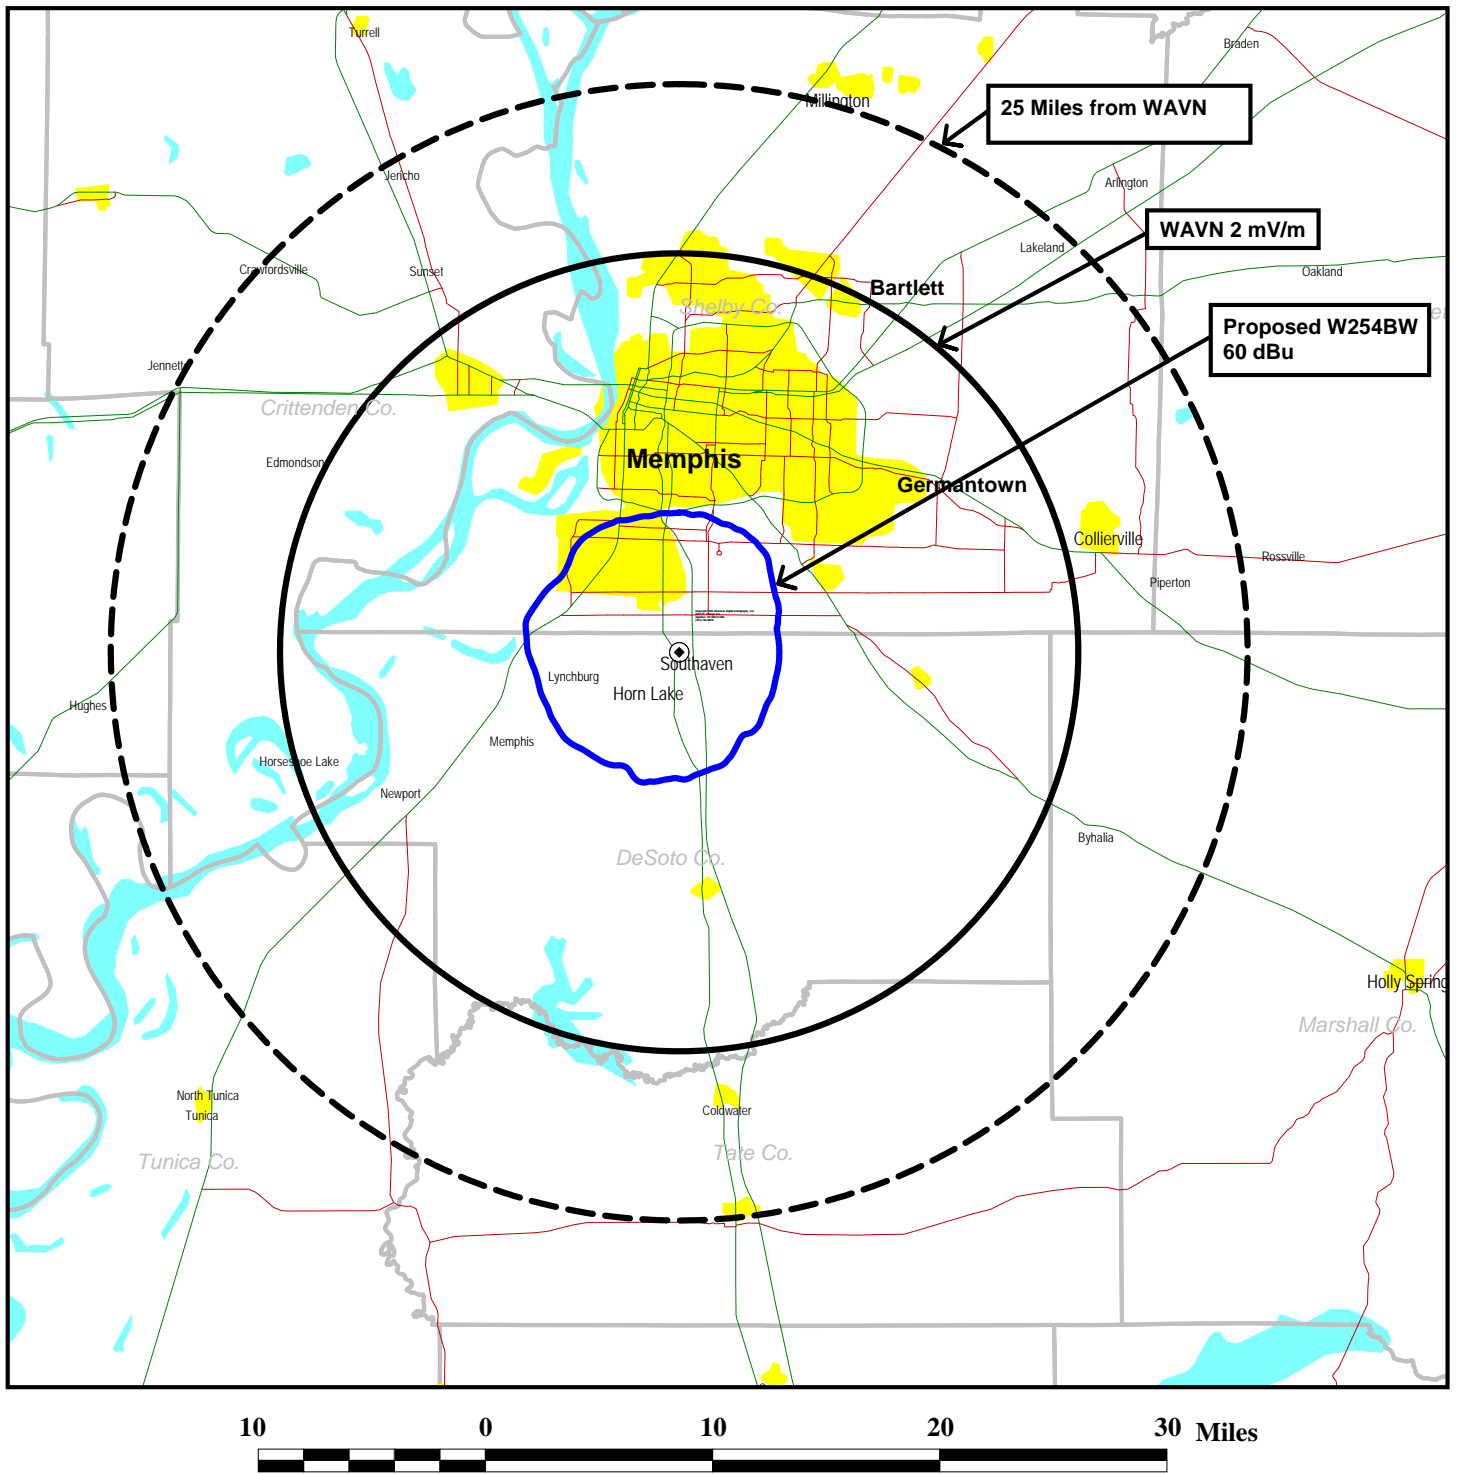 Turrell
Braden
Millington
25 Miles from WAVN
Jericho
Arlington
WAVN 2 mV/m
Lakeland
Crawfordsville
Sunset
Oakland
Bartlett
Shelby Co.
Proposed W254BW
60 dBu
Jennett
Crittenden Co.
Memphis
Edmondson
Germantown
Collierville
Rossville
Piperton
Southaven
Lynchburg
Horn Lake
Hughes
Memphis
Horseshoe Lake
Newport
Byhalia
DeSoto Co.
Holly Spring
Marshall Co.
North Tunica
Tunica
Coldwater
Tunica Co.
Tate Co.
10 0 10 20 30 Miles